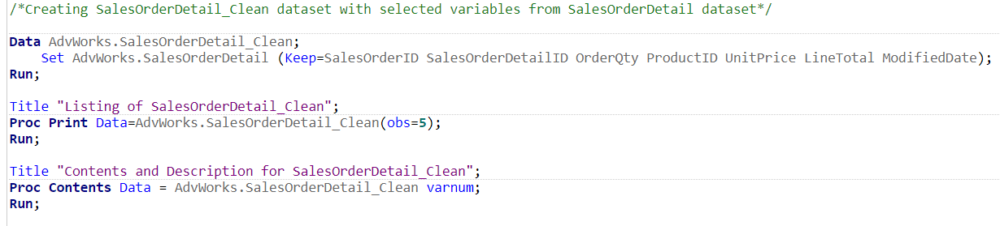 /*Creating SalesOrderDetail_Clean dataset with selected variables from SalesOrderDetail dataset*/
Data AdvWorks.SalesOrderDetail_Clean;
Set AdvWorks.SalesOrderDetail (Keep=SalesOrderID SalesOrderDetailID OrderQty ProductID UnitPrice LineTotal ModifiedDate);
Run;
Title "Listing of SalesOrderDetail_Clean";
Proc Print Data=AdvWorks.SalesOrderDetail_Clean(obs=5);
Run;
Title "Contents and Description for SalesOrderDetail_Clean";
Proc Contents Data = AdvWorks.SalesOrderDetail_Clean varnum;
Run;